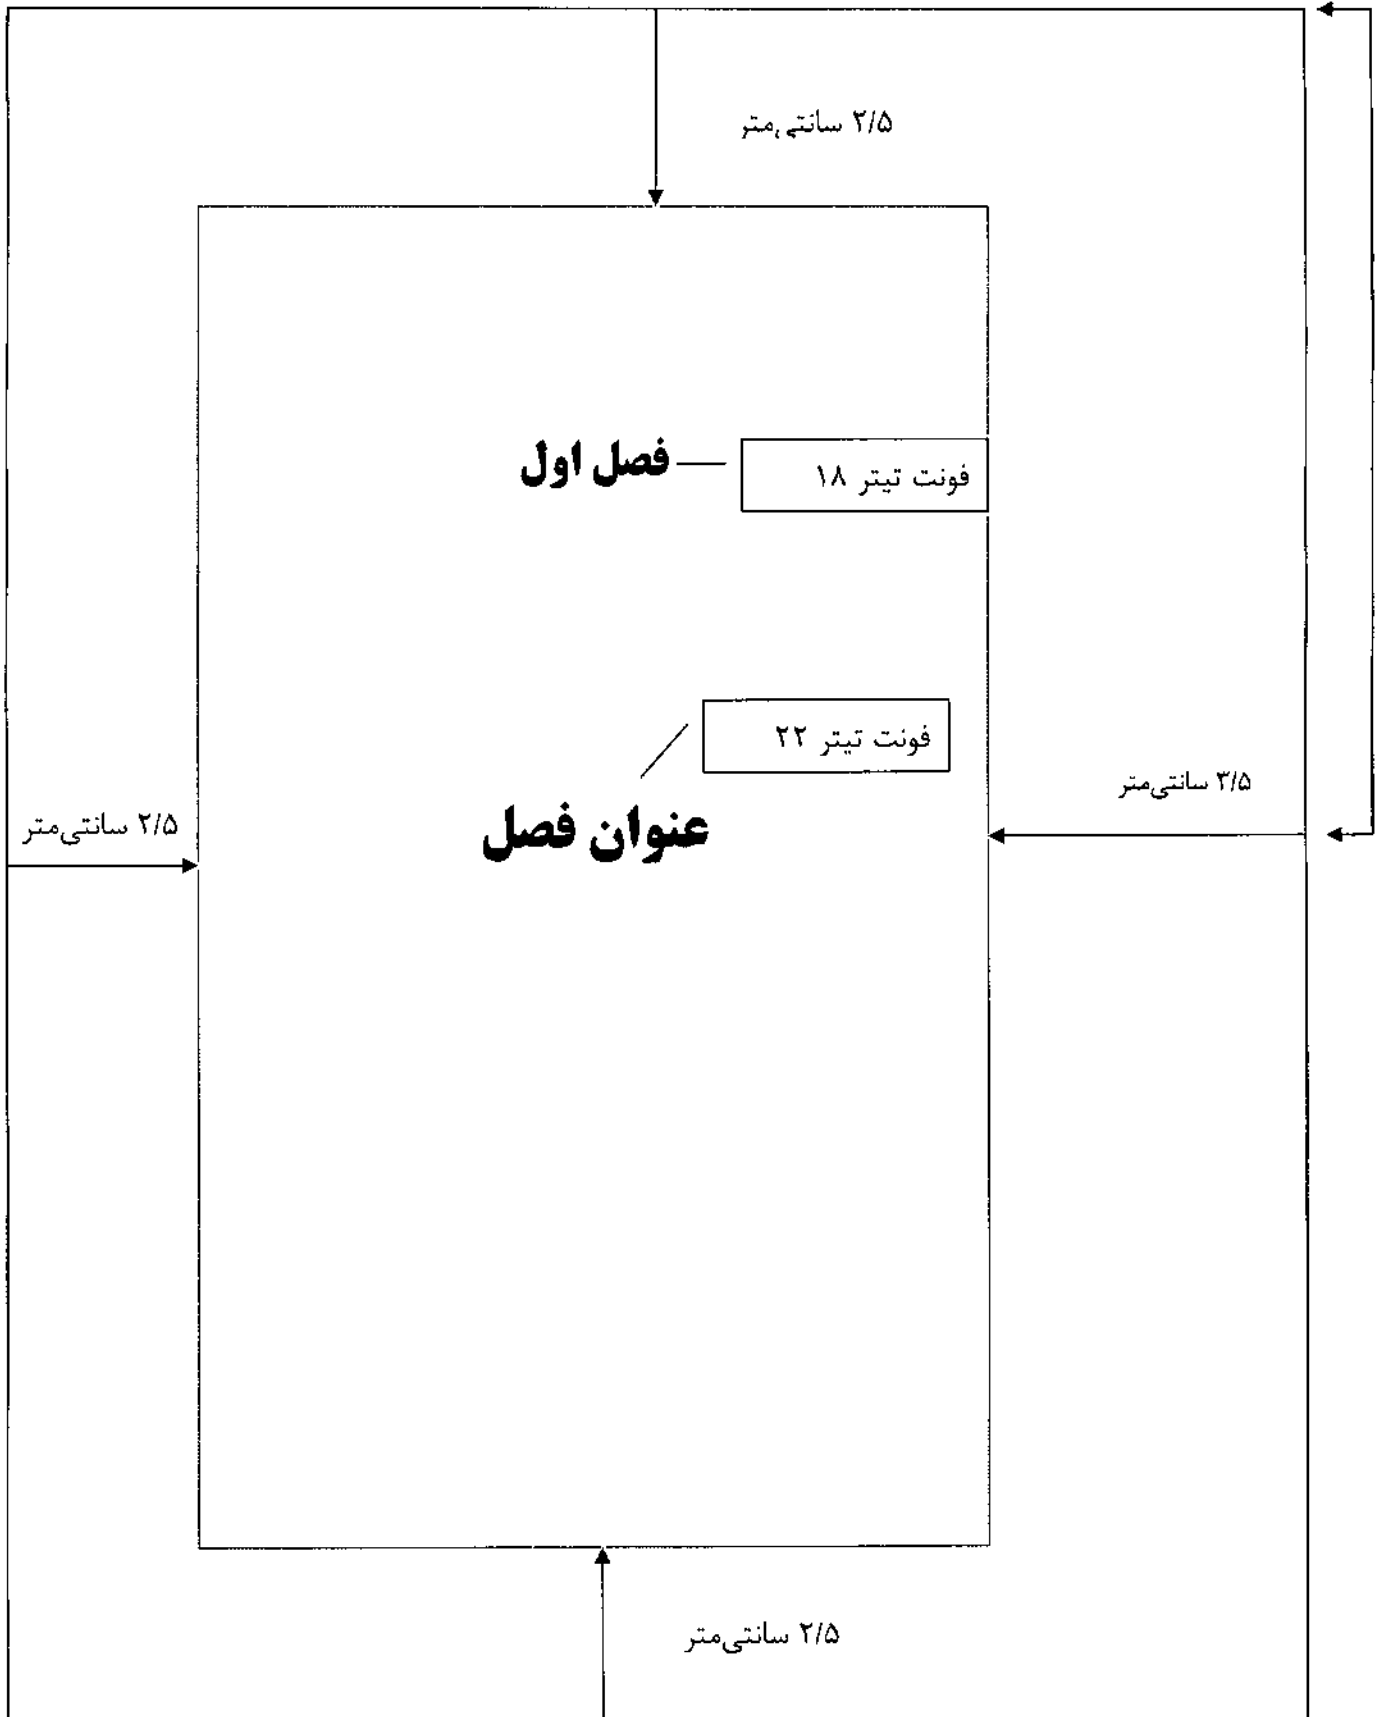 ۲/۵ سانتی‌متر
فصل اول
فونت تیتر ۱۸
فونت تیتر ۲۲
۳/۵ سانتی‌متر
۲/۵ سانتی‌متر
عنوان فصل
۲/۵ سانتی‌متر